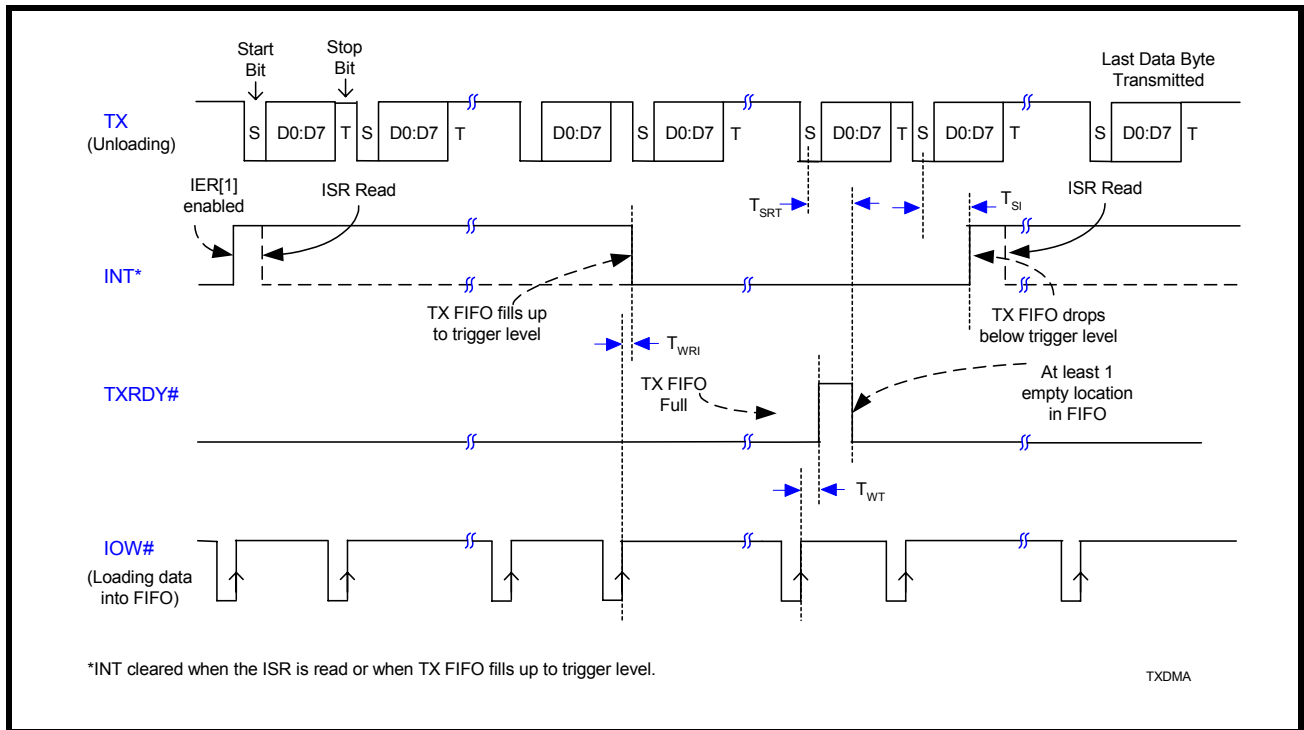 Start
Bit
Stop
Bit
Last Data Byte
Transmitted
TX
(Unloading)
S D0:D7 T S D0:D7 T D0:D7 S D0:D7 T S D0:D7 T S D0:D7 T S D0:D7 T
IER[1]
enabled
ISR Read
TSRT
TSI
ISR Read
INT*
TX FIFO fills up
to trigger level
TX FIFO drops
below trigger level
TWRI
TXRDY#
TX FIFO
Full
At least 1
empty location
in FIFO
TWT
IOW#
(Loading data
into FIFO)
*INT cleared when the ISR is read or when TX FIFO fills up to trigger level.
TXDMA